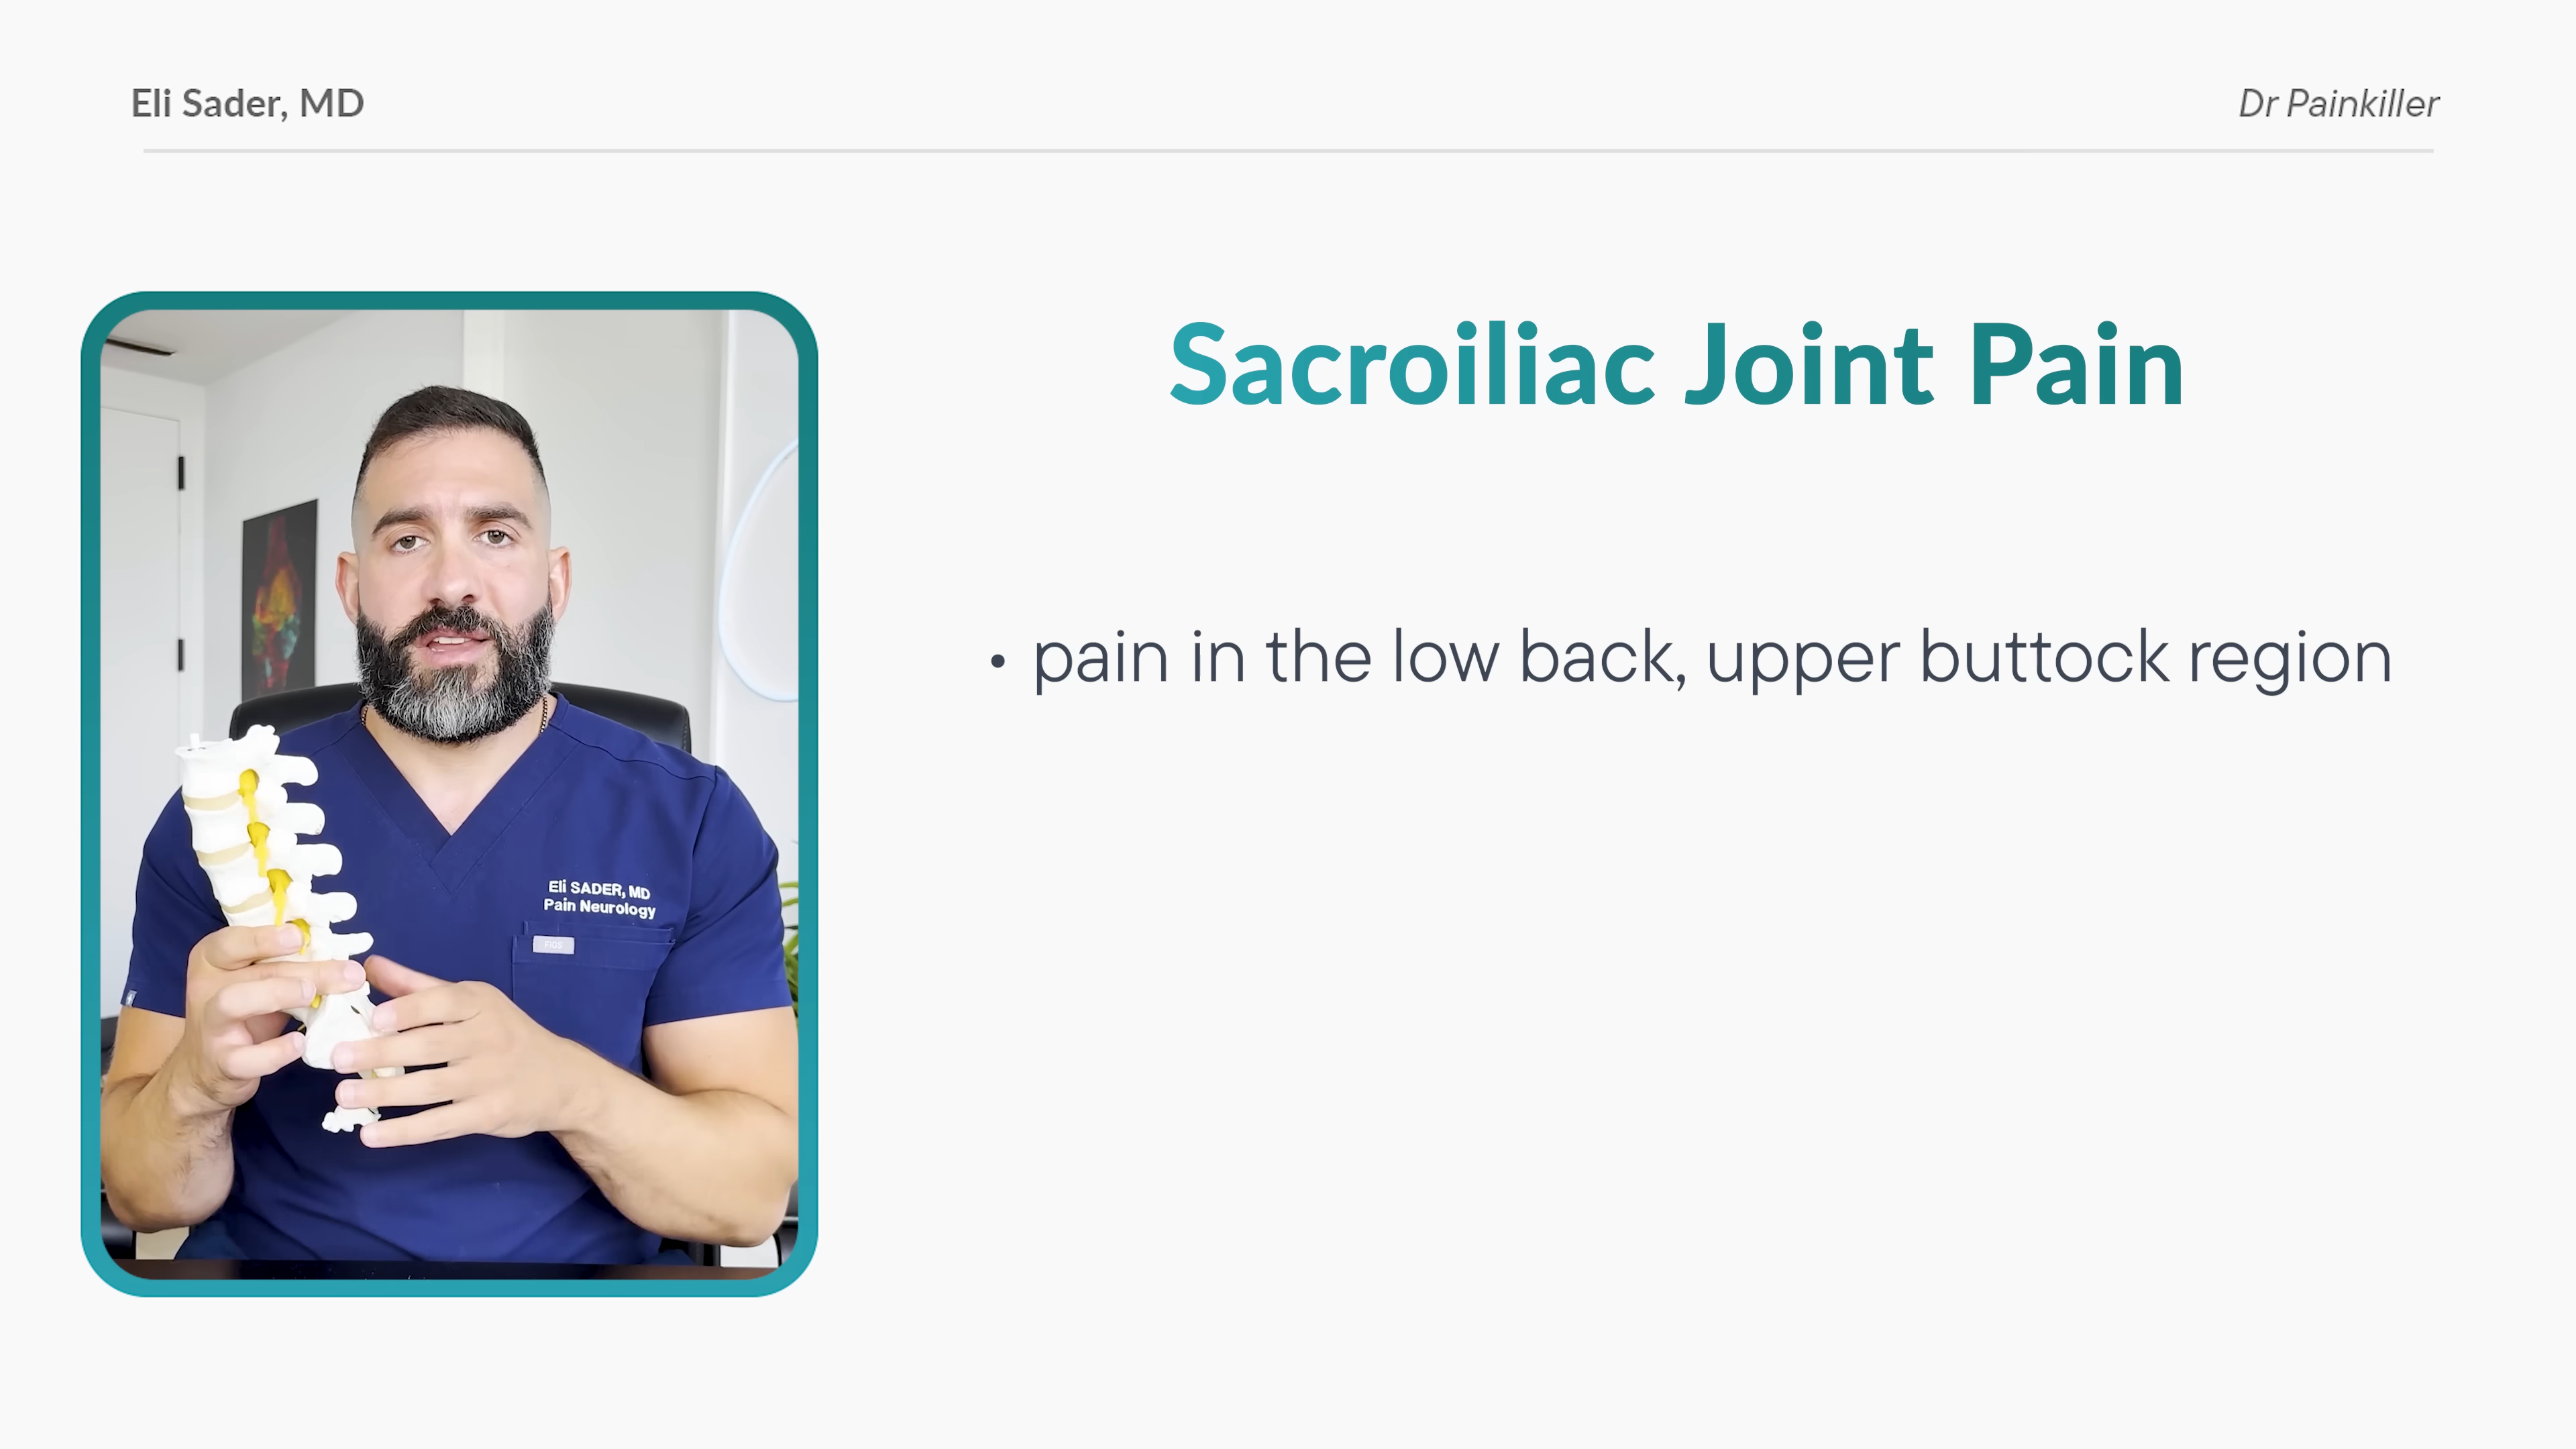 Eli Sader, MD
Dr Painkiller
Sacroiliac Joint Pain
• pain in the low back, upper buttock region
Eli SADER, MD
Pain Neurology
FIGS